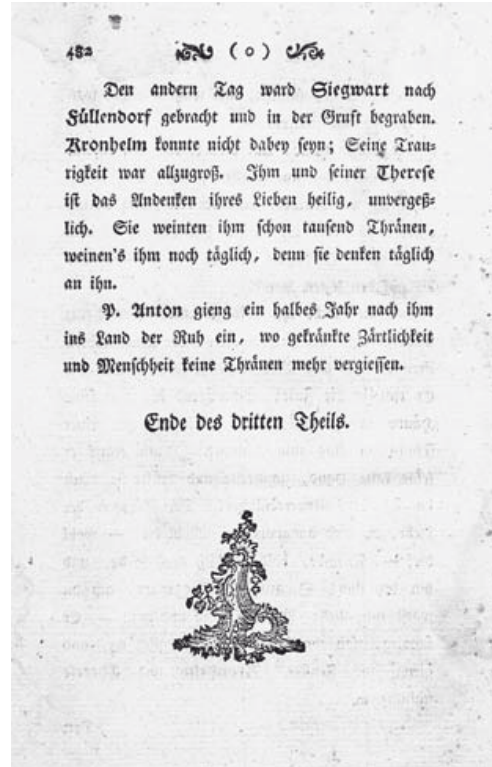 482 ( o )
Den andern Tag ward Siegwart nach
Füllendorf gebracht und in der Gruft begraben.
Kronhelm konnte nicht dabey seyn; Seine Trau-
rigkeit war allzugroß. Ihm und seiner Therese
ist das Andenken ihres Lieben heilig, unvergeß-
lich. Sie weinten ihm schon tausend Thränen,
weinen's ihm noch täglich, denn sie denken täglich
an ihn.
P. Anton gieng ein halbes Jahr nach ihm
ins Land der Ruh ein, wo gekränkte Zärtlichkeit
und Menschheit keine Thränen mehr vergiessen.
Ende des dritten Theils.